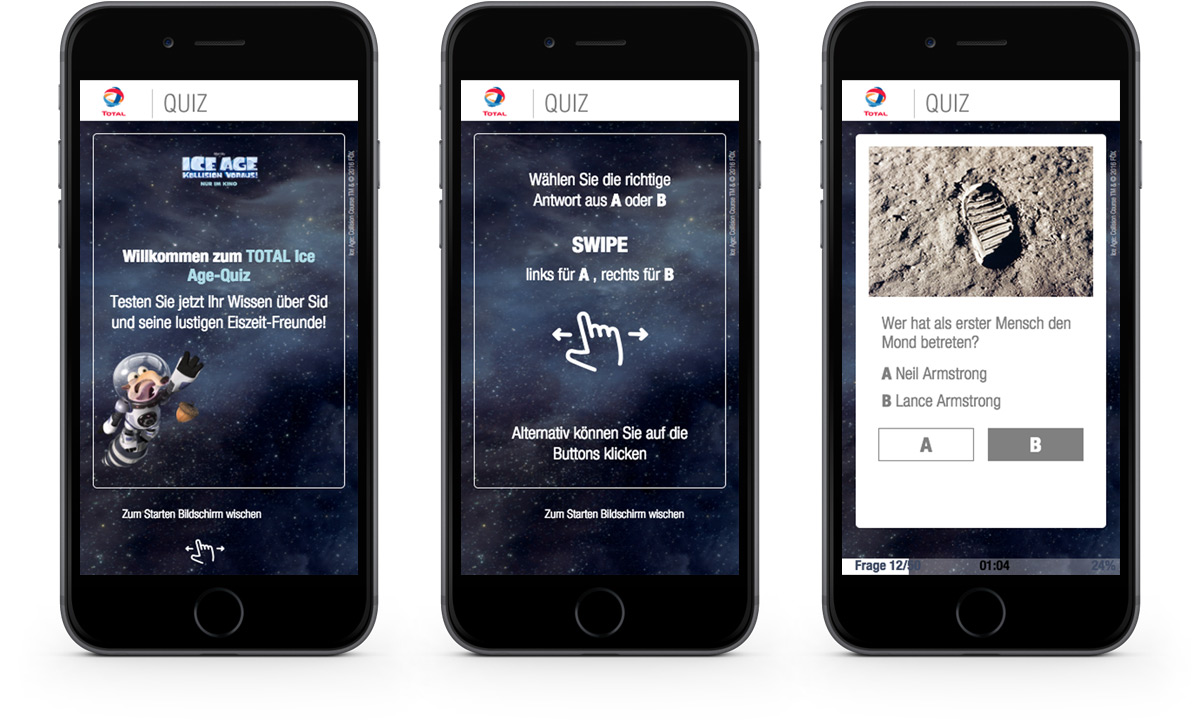 TOTAL
QUIZ
ICE AGE
KOLLISION VORAUS!
NUR IM KINO
Ice Age: Collision Course TM & © 2016 FOX
Willkommen zum TOTAL Ice
Age-Quiz
Testen Sie jetzt Ihr Wissen über Sid
und seine lustigen Eiszeit-Freunde!
Zum Starten Bildschirm wischen
TOTAL
QUIZ
Ice Age: Collision Course TM & © 2016 FOX
Wählen Sie die richtige
Antwort aus A oder B
SWIPE
links für A , rechts für B
Alternativ können Sie auf die
Buttons klicken
Zum Starten Bildschirm wischen
TOTAL
QUIZ
Ice Age: Collision Course TM & © 2016 FOX
Wer hat als erster Mensch den
Mond betreten?
A Neil Armstrong
B Lance Armstrong
A B
Frage 12/50 01:04 24%